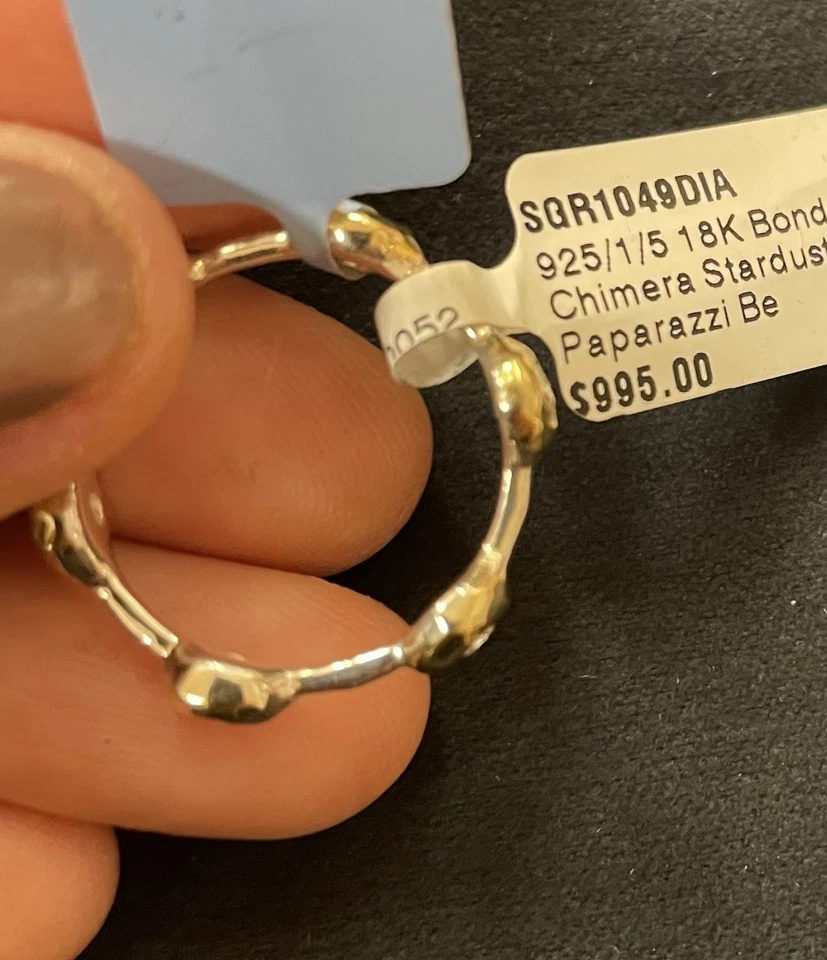 SGR1049DIA
925/1/5 18K Bond
Chimera Stardust
Paparazzi Be
$995.00